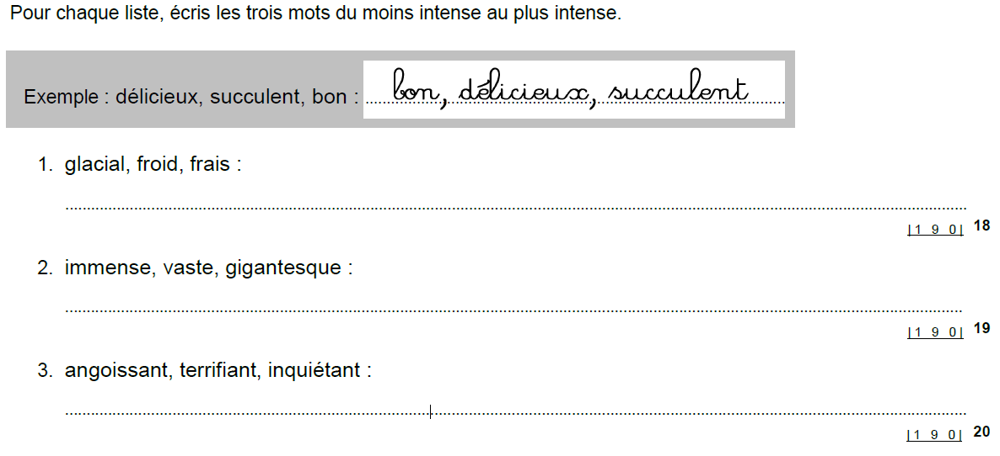 Pour chaque liste, écris les trois mots du moins intense au plus intense.
Exemple : délicieux, succulent, bon : bon, délicieux, succulent
1. glacial, froid, frais :
|1 9 0| 18
2. immense, vaste, gigantesque :
|1 9 0| 19
3. angoissant, terrifiant, inquiétant :
|1 9 0| 20